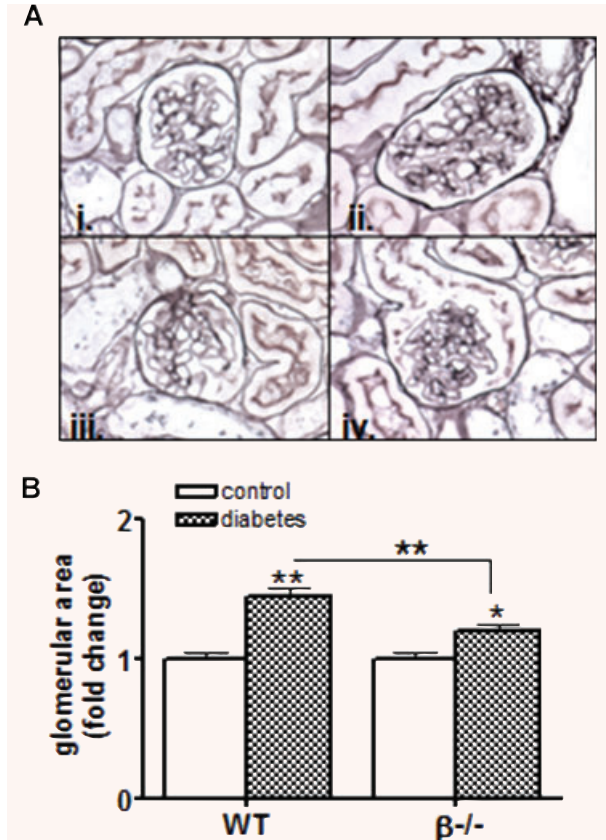 A
i.
ii.
iii.
iv.
B
control
diabetes
glomerular area
(fold change)
2
1
0
**
**
*
WT
β-/-